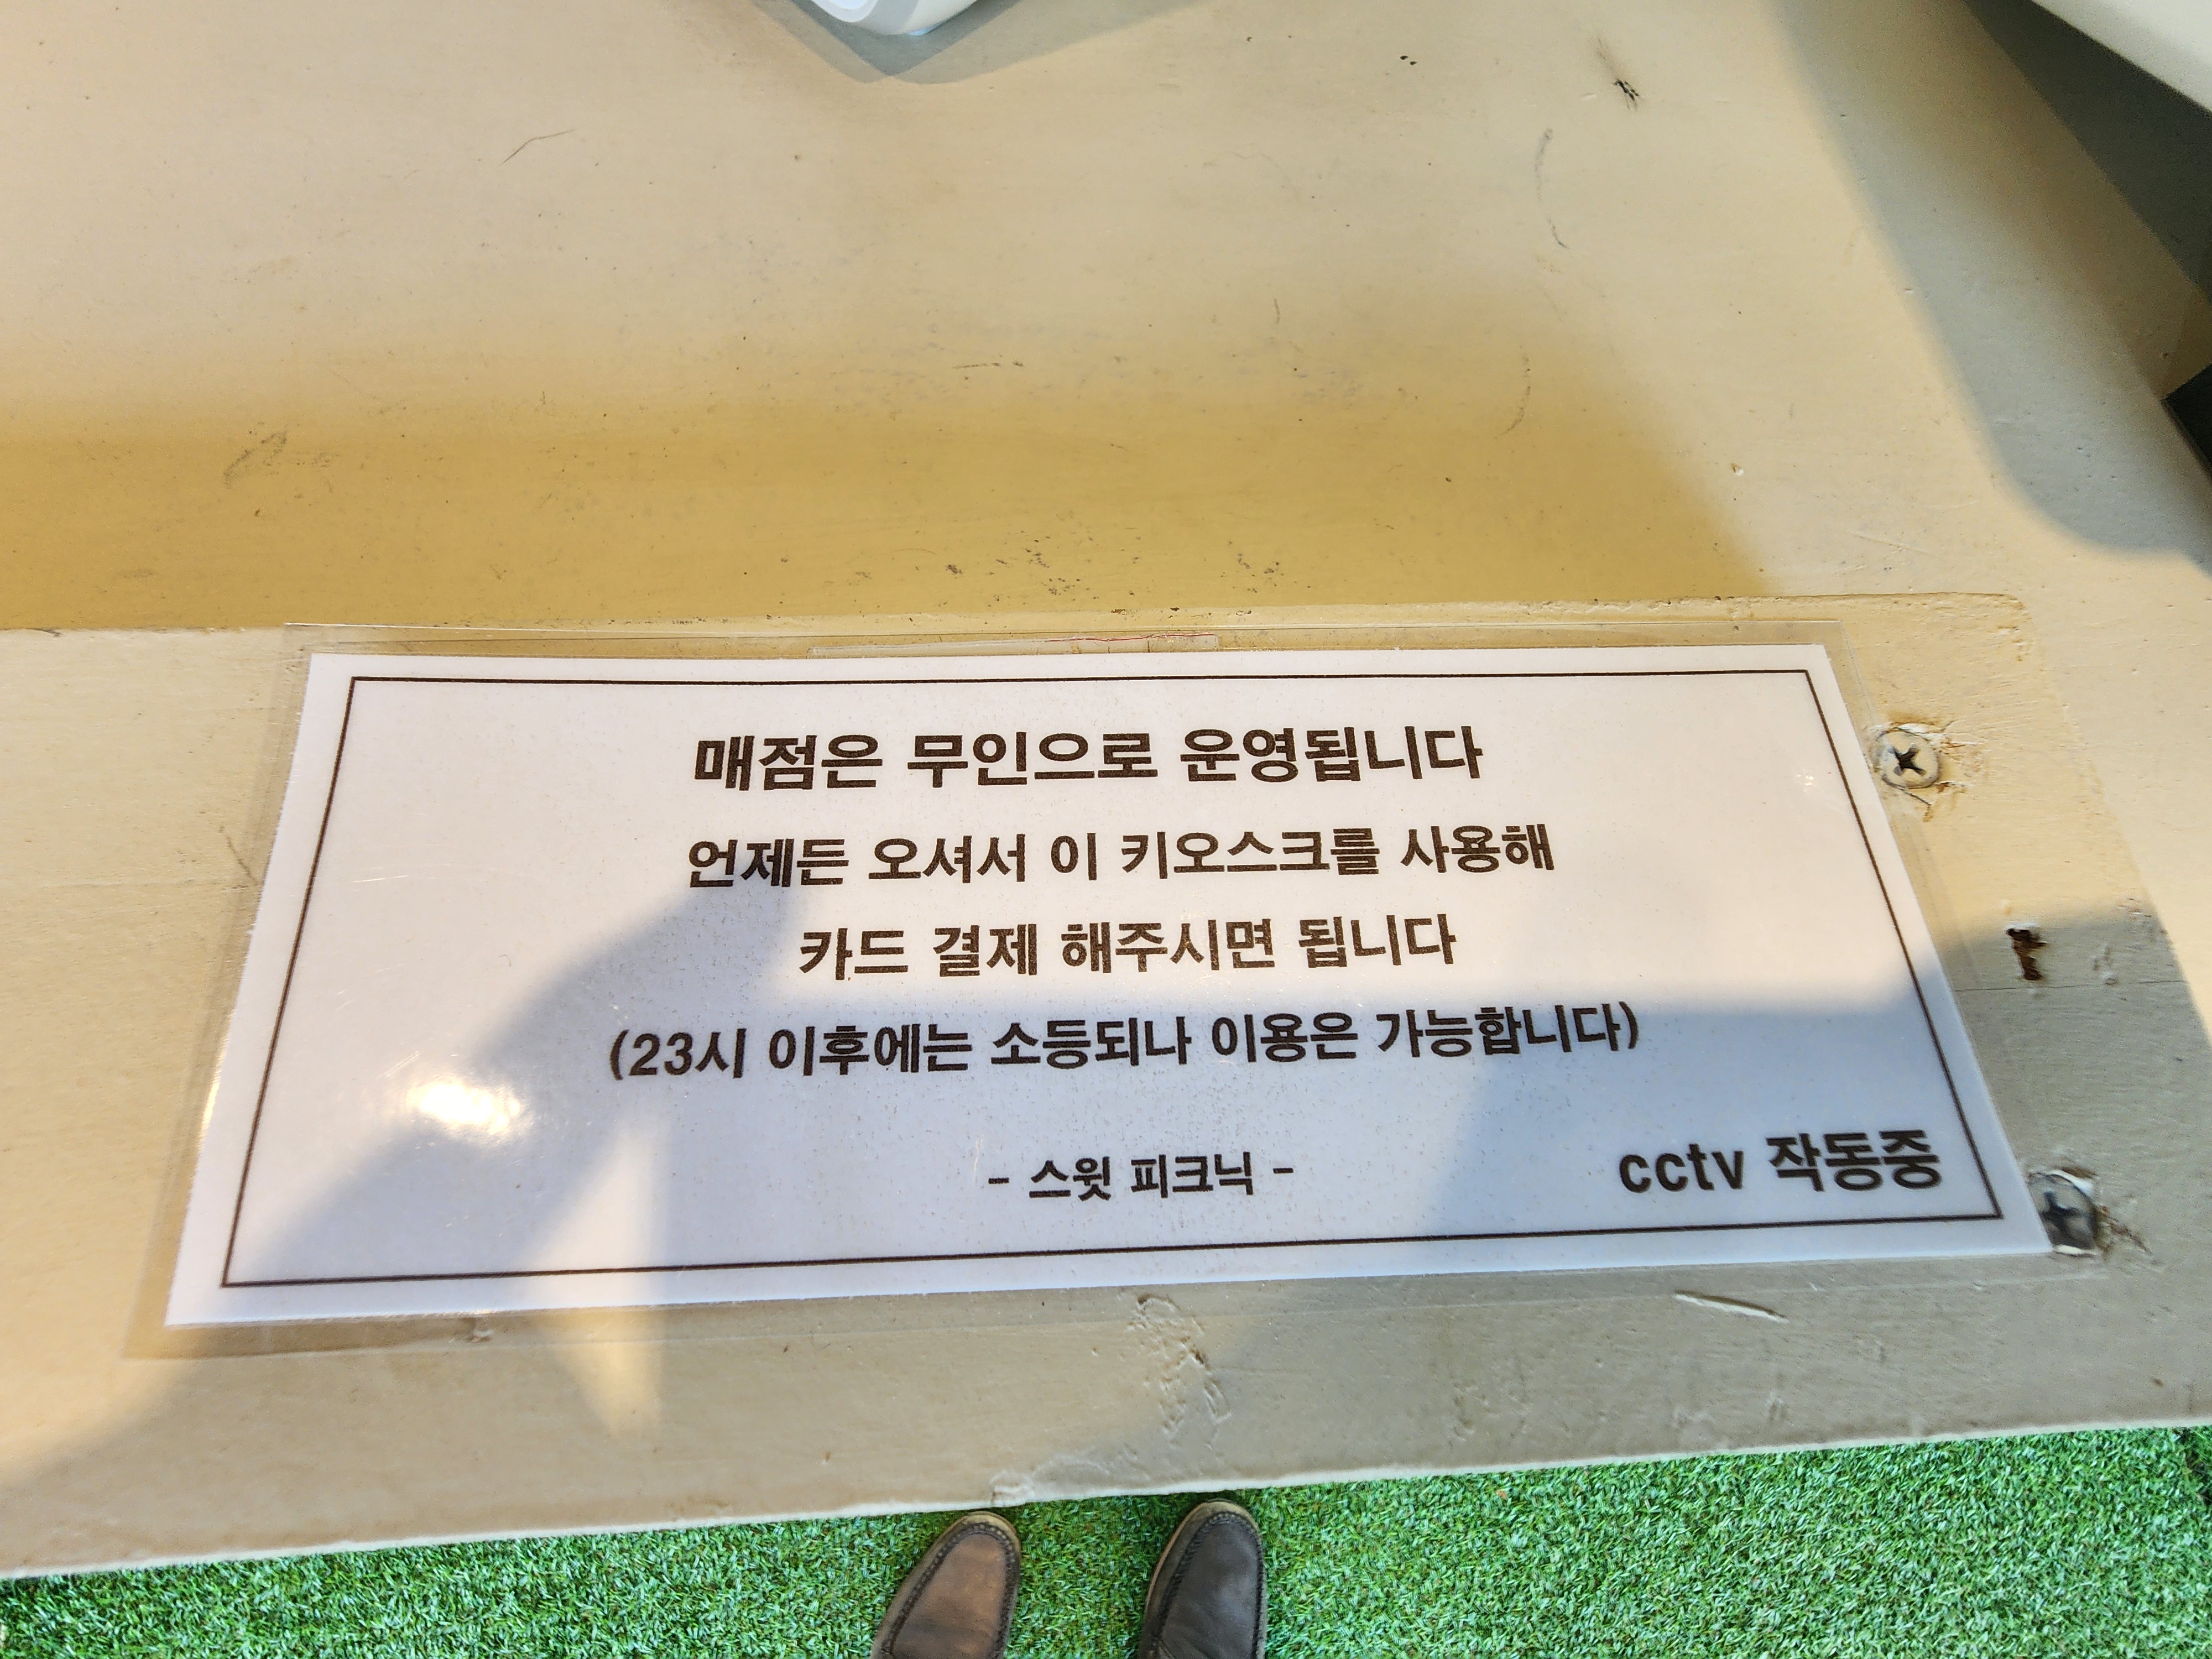 매점은 무인으로 운영됩니다
언제든 오셔서 이 키오스크를 사용해
카드 결제 해주시면 됩니다
(23시 이후에는 소등되나 이용은 가능합니다)
- 스윗 피크닉 -
cctv 작동중